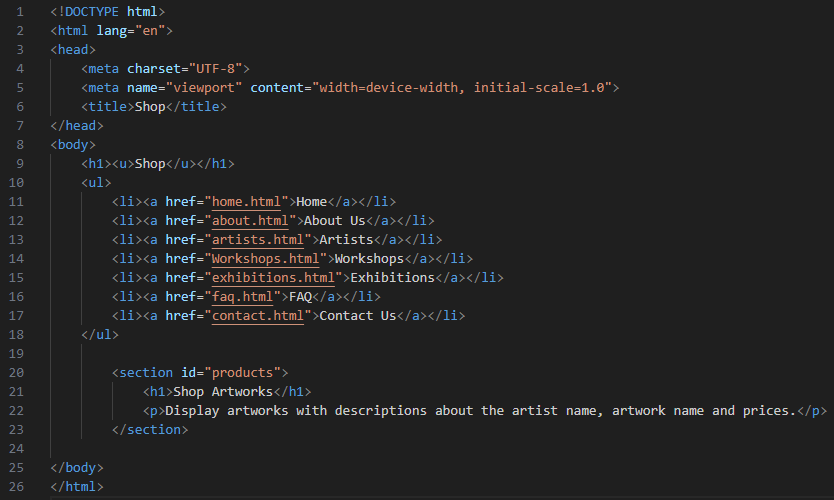 1 <!DOCTYPE html>
2 <html lang="en">
3 <head>
4     <meta charset="UTF-8">
5     <meta name="viewport" content="width=device-width, initial-scale=1.0">
6     <title>Shop</title>
7 </head>
8 <body>
9     <h1><u>Shop</u></h1>
10     <ul>
11         <li><a href="home.html">Home</a></li>
12         <li><a href="about.html">About Us</a></li>
13         <li><a href="artists.html">Artists</a></li>
14         <li><a href="Workshops.html">Workshops</a></li>
15         <li><a href="exhibitions.html">Exhibitions</a></li>
16         <li><a href="faq.html">FAQ</a></li>
17         <li><a href="contact.html">Contact Us</a></li>
18     </ul>
19
20         <section id="products">
21             <h1>Shop Artworks</h1>
22             <p>Display artworks with descriptions about the artist name, artwork name and prices.</p>
23         </section>
24
25 </body>
26 </html>